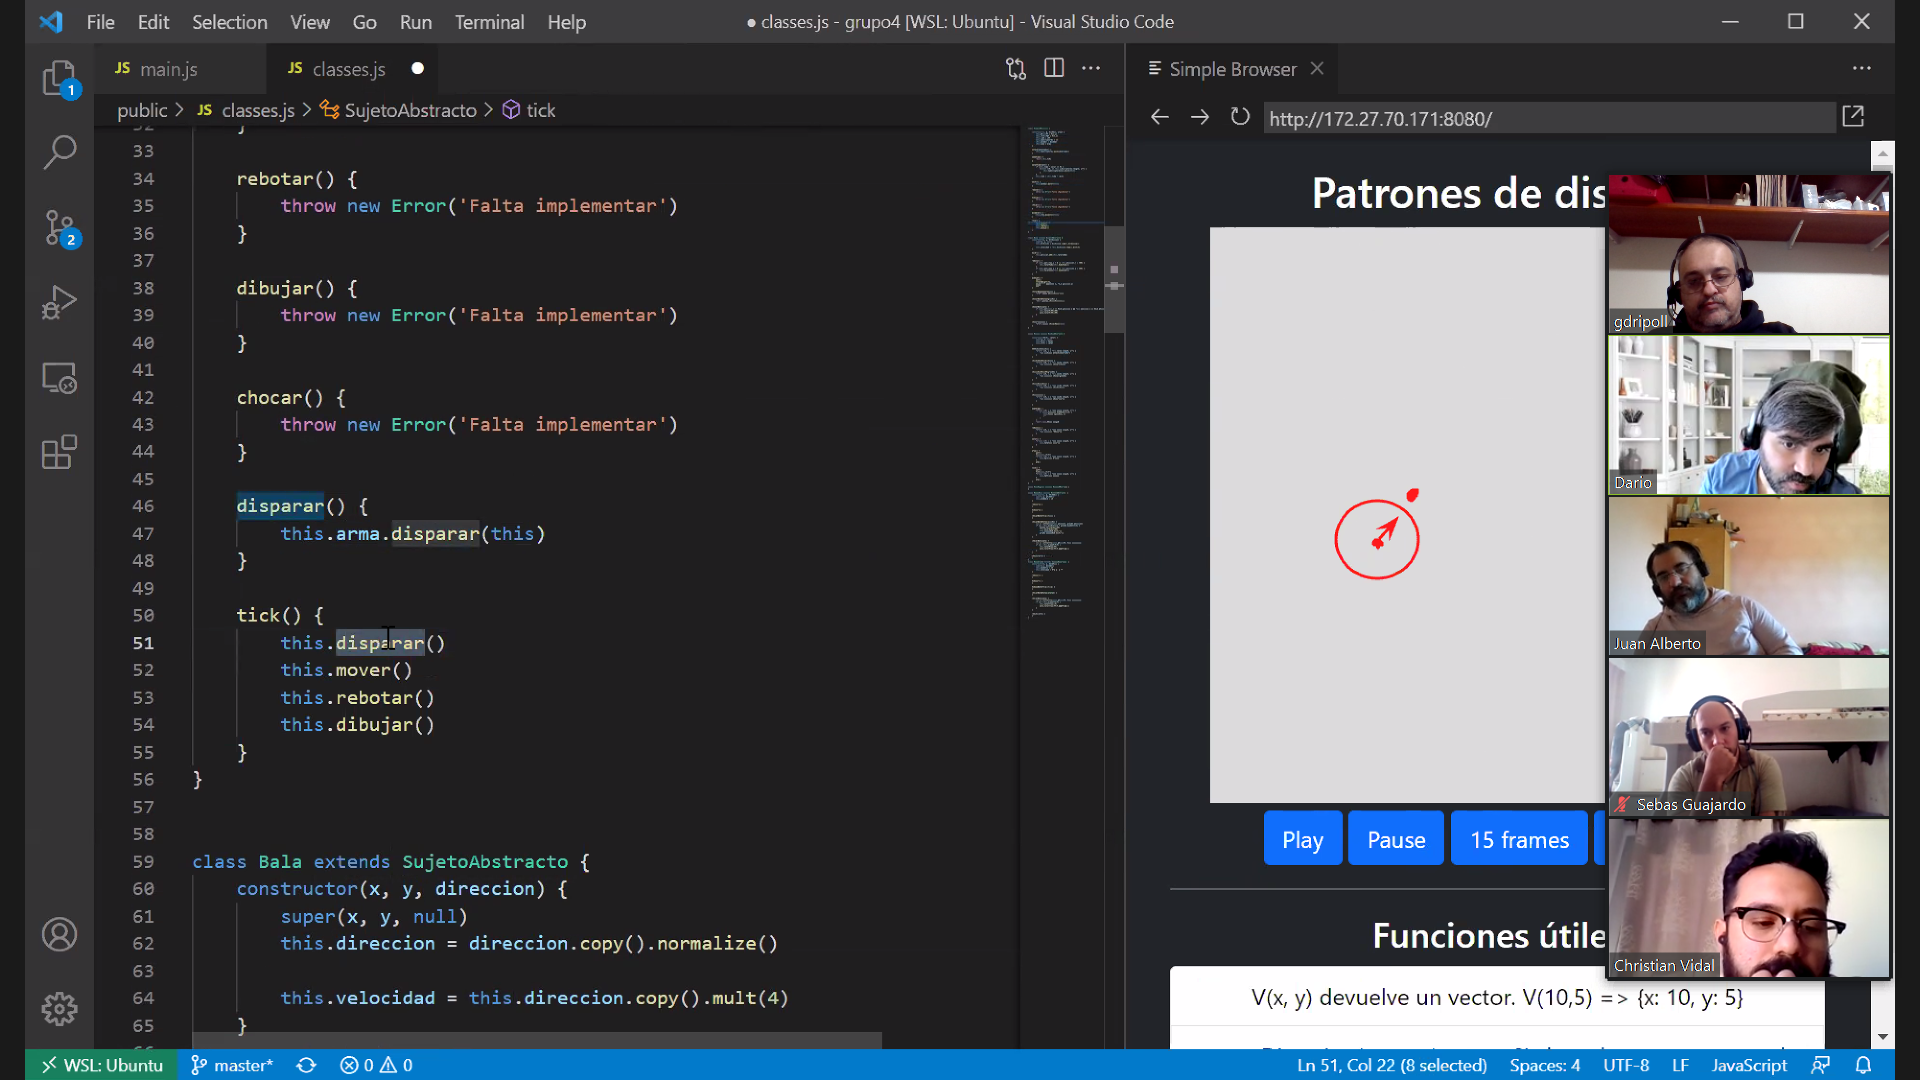 File Edit Selection View Go Run Terminal Help
● classes.js - grupo4 [WSL: Ubuntu] - Visual Studio Code
JS main.js
JS classes.js
Simple Browser
public > JS classes.js > SujetoAbstracto > tick
http://172.27.70.171:8080/
1
2
33
34 rebotar() {
35 throw new Error('Falta implementar')
36 }
37
38 dibujar() {
39 throw new Error('Falta implementar')
40 }
41
42 chocar() {
43 throw new Error('Falta implementar')
44 }
45
46 disparar() {
47 this.arma.disparar(this)
48 }
49
50 tick() {
51 this.disparar()
52 this.mover()
53 this.rebotar()
54 this.dibujar()
55 }
56 }
57
58
59 class Bala extends SujetoAbstracto {
60 constructor(x, y, direccion) {
61 super(x, y, null)
62 this.direccion = direccion.copy().normalize()
63
64 this.velocidad = this.direccion.copy().mult(4)
65 }
Patrones de dis
Play
Pause
15 frames
Funciones útile
V(x, y) devuelve un vector. V(10,5) => {x: 10, y: 5}
gdripoll
Dario
Juan Alberto
Sebas Guajardo
Christian Vidal
WSL: Ubuntu master* 0 0
Ln 51, Col 22 (8 selected) Spaces: 4 UTF-8 LF JavaScript